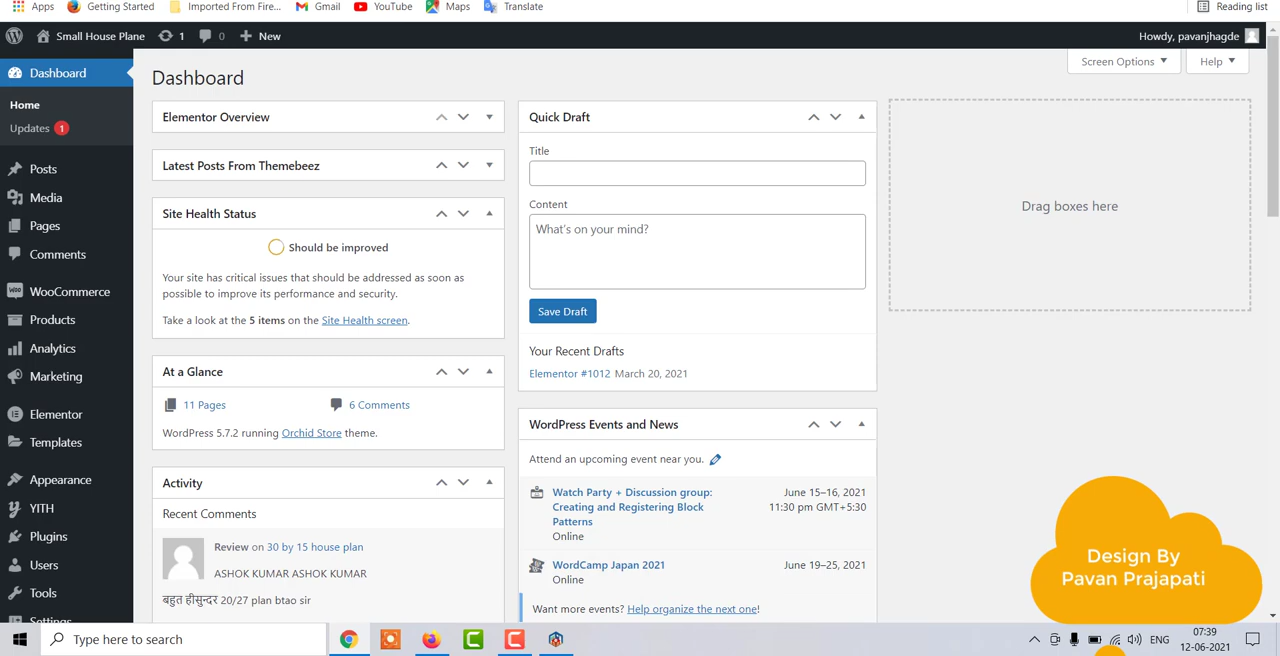 Apps Getting Started Imported From Fire... Gmail YouTube Maps Translate Reading list
Small House Plane 1 0 New Howdy, pavanjhagde
Dashboard
Home
Updates 1
Posts
Media
Pages
Comments
WooCommerce
Products
Analytics
Marketing
Elementor
Templates
Appearance
YITH
Plugins
Users
Tools
Settings
Screen Options Help
Dashboard
Elementor Overview
Latest Posts From Themebeez
Site Health Status
Should be improved
Your site has critical issues that should be addressed as soon as
possible to improve its performance and security.
Take a look at the 5 items on the Site Health screen.
At a Glance
11 Pages 6 Comments
WordPress 5.7.2 running Orchid Store theme.
Activity
Recent Comments
Review on 30 by 15 house plan
ASHOK KUMAR ASHOK KUMAR
बहुत हीसुन्दर 20/27 plan btao sir
Quick Draft
Title
Content
What's on your mind?
Save Draft
Your Recent Drafts
Elementor #1012 March 20, 2021
WordPress Events and News
Attend an upcoming event near you.
Watch Party + Discussion group: June 15–16, 2021
Creating and Registering Block 11:30 pm GMT+5:30
Patterns
Online
WordCamp Japan 2021 June 19–25, 2021
Online
Want more events? Help organize the next one!
Drag boxes here
Design By
Pavan Prajapati
Type here to search
ENG
07:39
12-06-2021